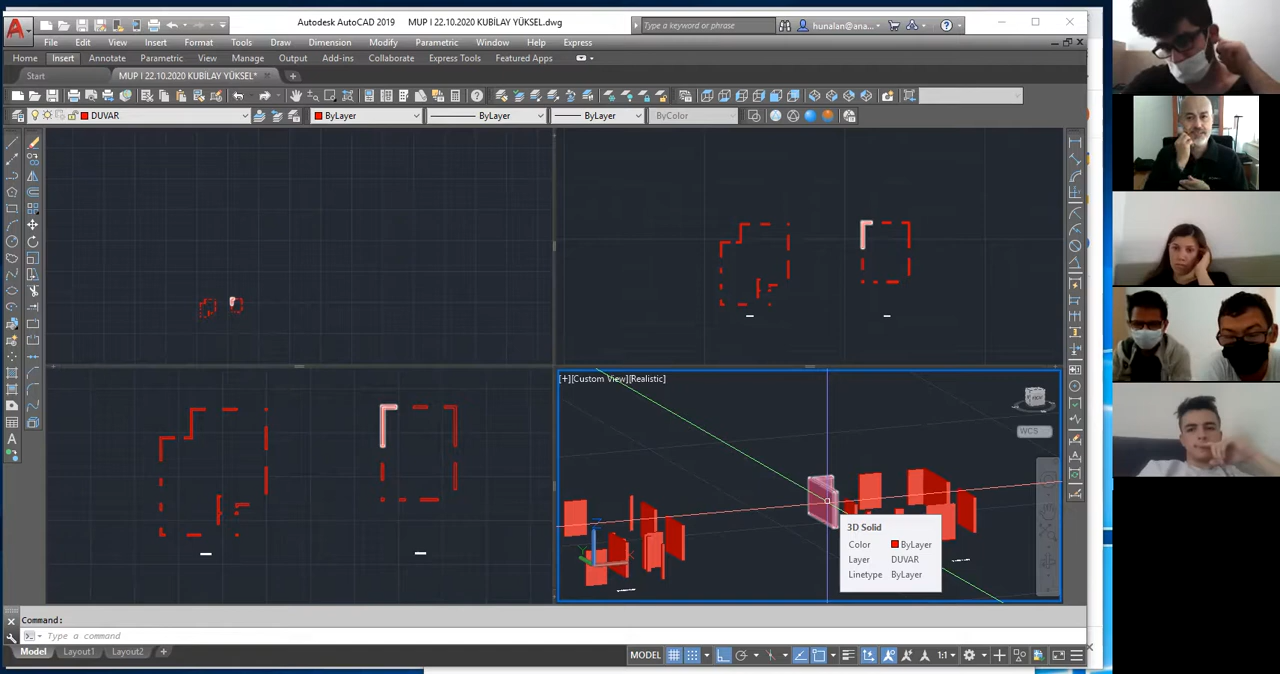 Autodesk AutoCAD 2019 MUP I 22.10.2020 KUBİLAY YÜKSEL.dwg
Type a keyword or phrase
hunalan@ana...
File Edit View Insert Format Tools Draw Dimension Modify Parametric Window Help Express
Home Insert Annotate Parametric View Manage Output Add-ins Collaborate Express Tools Featured Apps
Start MUP I 22.10.2020 KUBİLAY YÜKSEL*
DUVAR ByLayer ByLayer ByLayer ByColor
[+][Custom View][Realistic]
WCS
3D Solid
Color ByLayer
Layer DUVAR
Linetype ByLayer
Command:
Type a command
Model Layout1 Layout2
MODEL 1:1